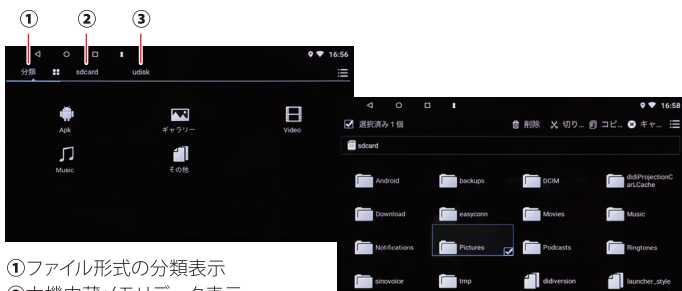 ① ② ③
16:56
分類 sdcard udisk
Apk ギャラリー Video
Music その他
16:58
選択済み1個 削除 切り... コピ... キャ...
sdcard
Android backups DCIM didiProjectionC
arLCache
Download easyconn Movies Music
Notifications Pictures Podcasts Ringtones
sinovoice tmp didiversion launcher_style
①ファイル形式の分類表示